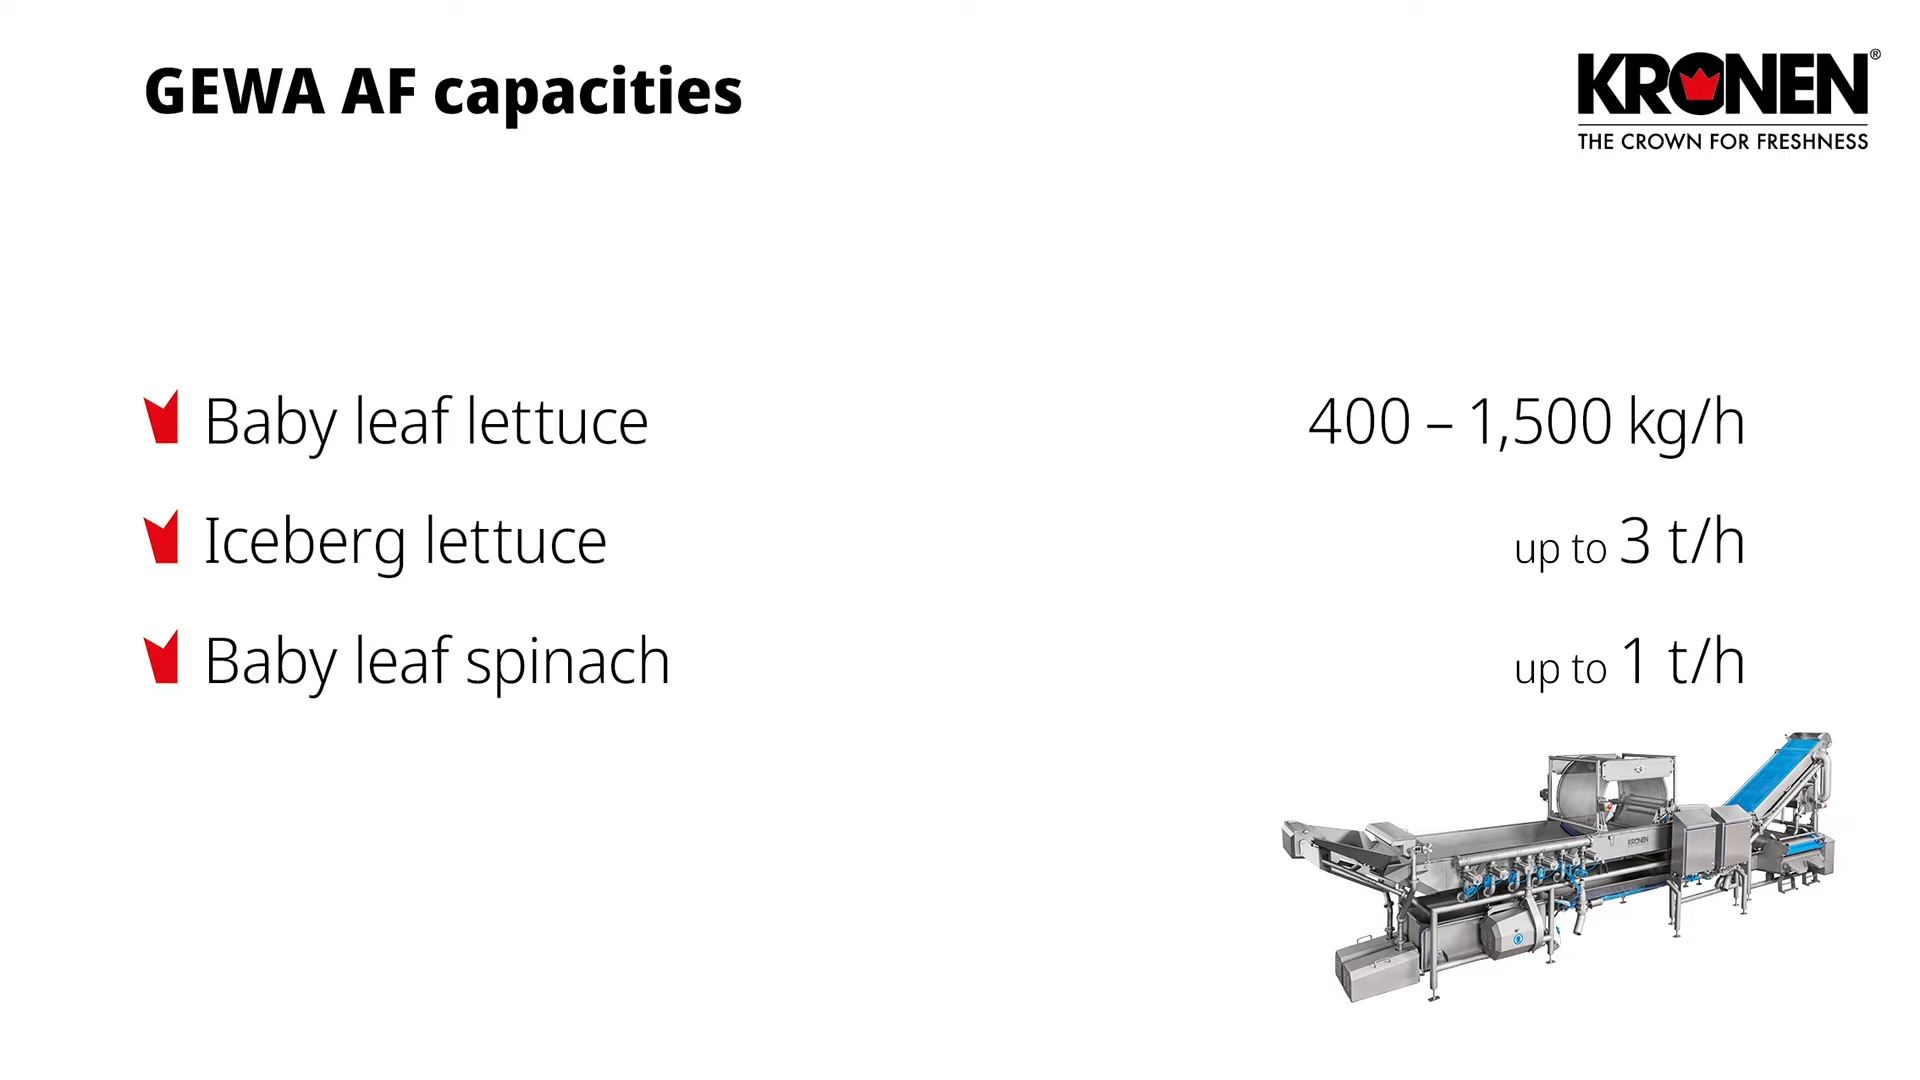 GEWA AF capacities
KRONEN®
THE CROWN FOR FRESHNESS
Baby leaf lettuce 400 – 1,500 kg/h
Iceberg lettuce up to 3 t/h
Baby leaf spinach up to 1 t/h
KRONEN